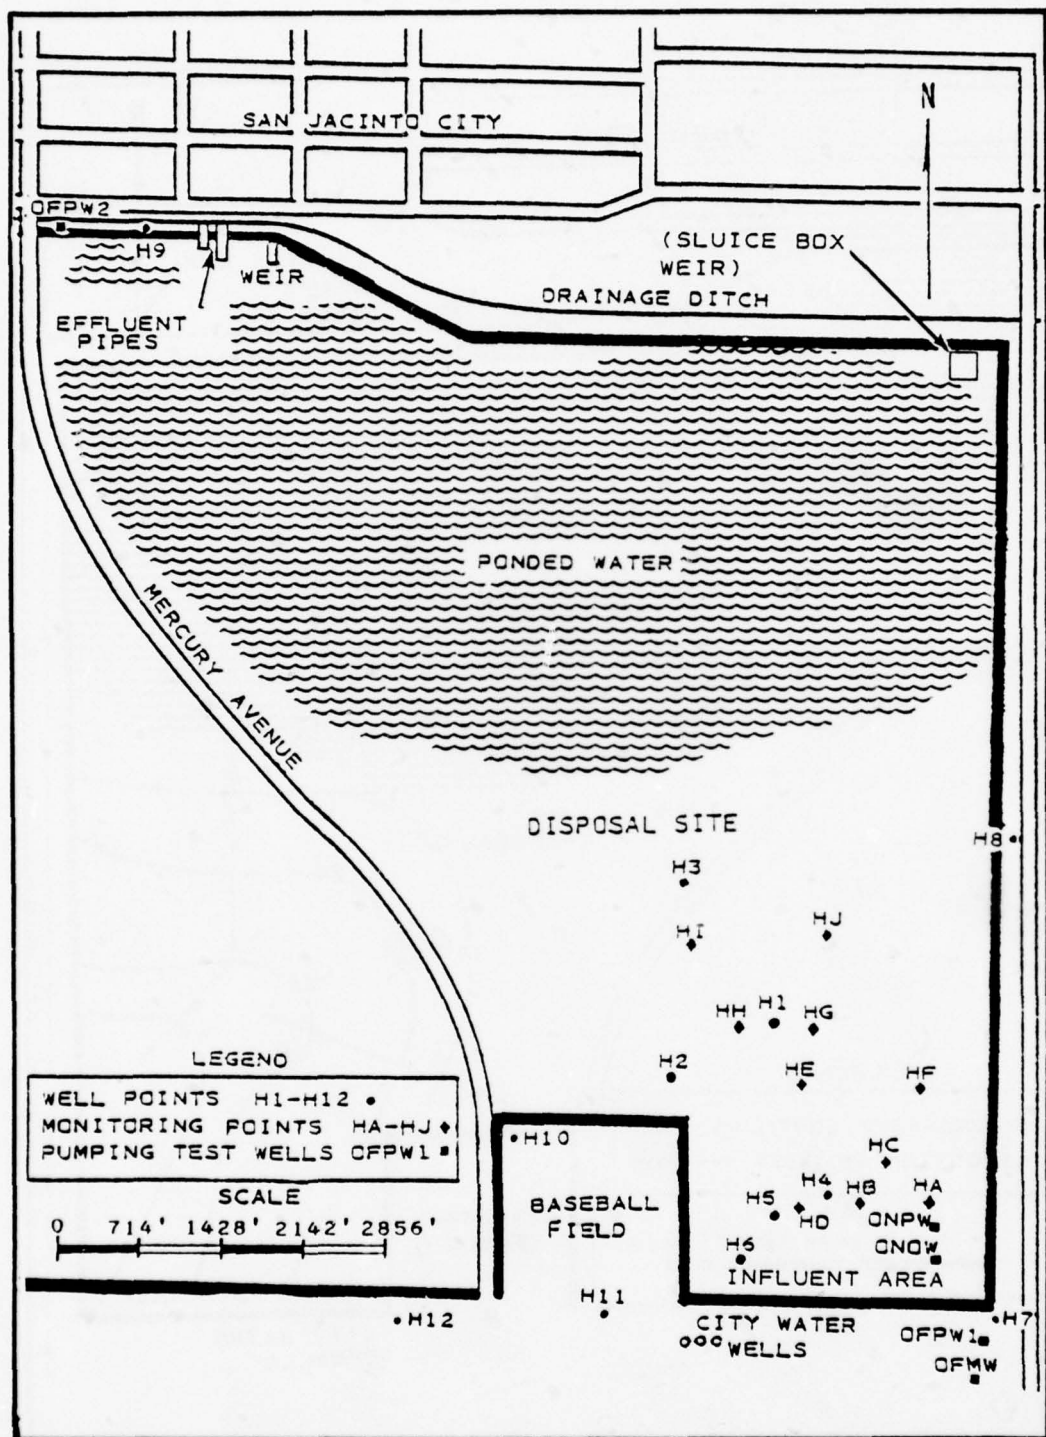 N
SAN JACINTO CITY
OFPW2
H9
WEIR
(SLUICE BOX
WEIR)
DRAINAGE DITCH
EFFLUENT
PIPES
PONDED WATER
MERCURY AVENUE
DISPOSAL SITE
H8
H3
HI
HJ
HH
H1
HG
H2
HE
HF
LEGEND
WELL POINTS H1-H12
MONITORING POINTS HA-HJ
PUMPING TEST WELLS OFPW1
SCALE
0 714' 1428' 2142' 2856'
H10
BASEBALL
FIELD
HC
H4
HB
HA
H5
HD
ONPW
ONOW
H6
INFLUENT AREA
H11
H12
CITY WATER
WELLS
H7
OFPW1
OFMW